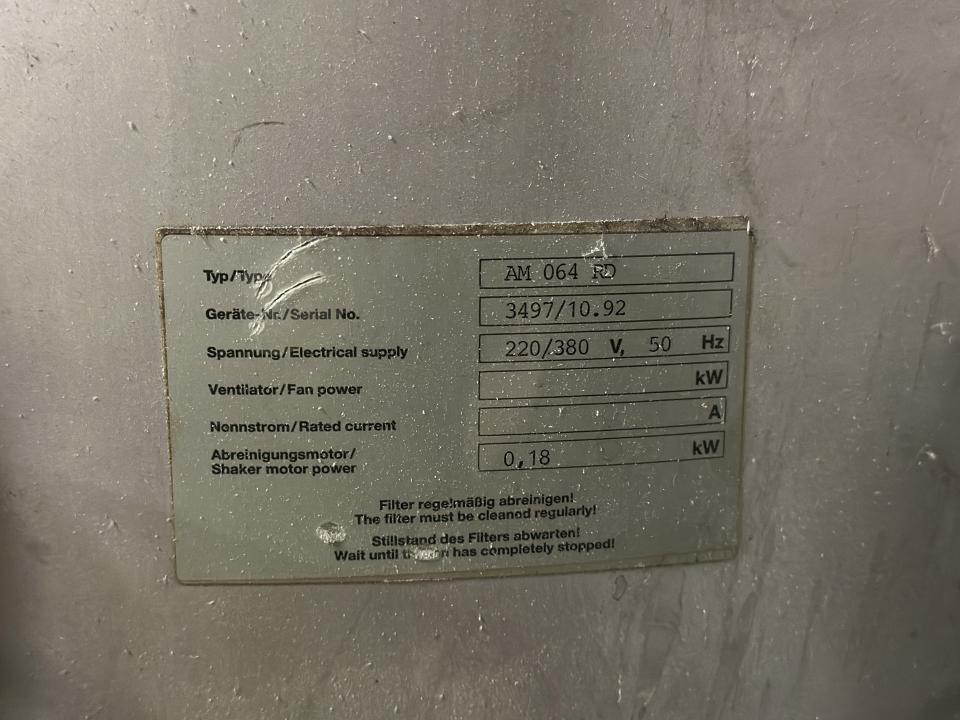 Typ/Type AM 064 RD
Geräte-Nr./Serial No. 3497/10.92
Spannung/Electrical supply 220/380 V, 50 Hz
Ventilator/Fan power kW
Nennstrom/Rated current A
Abreinigungsmotor/
Shaker motor power 0,18 kW
Filter regelmäßig abreinigen!
The filter must be cleaned regularly!
Stillstand des Filters abwarten!
Wait until has completely stopped!